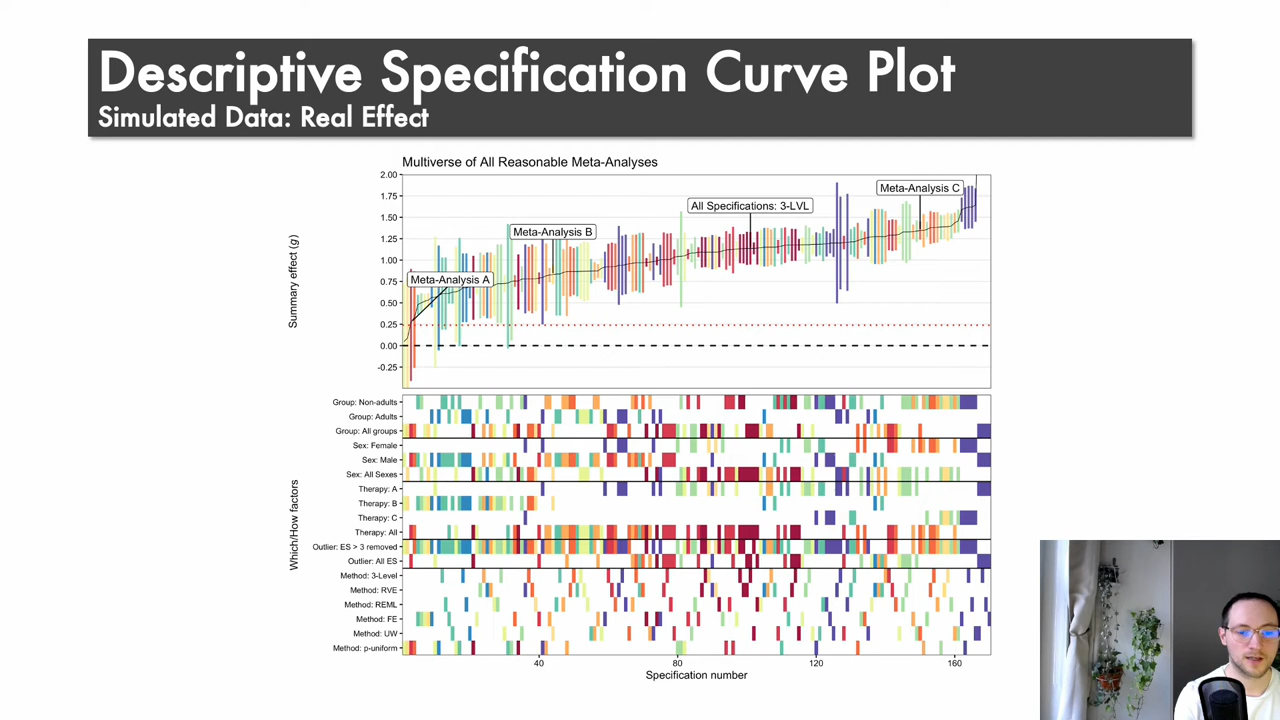 Descriptive Specification Curve Plot
Simulated Data: Real Effect
Multiverse of All Reasonable Meta-Analyses
2.00
1.75
1.50
1.25
1.00
0.75
0.50
0.25
0.00
-0.25
Summary effect (g)
Meta-Analysis A
Meta-Analysis B
All Specifications: 3-LVL
Meta-Analysis C
Which/How factors
Group: Non-adults
Group: Adults
Group: All groups
Sex: Female
Sex: Male
Sex: All Sexes
Therapy: A
Therapy: B
Therapy: C
Therapy: All
Outlier: ES > 3 removed
Outlier: All ES
Method: 3-Level
Method: RVE
Method: REML
Method: FE
Method: UW
Method: p-uniform
40 80 120 160
Specification number